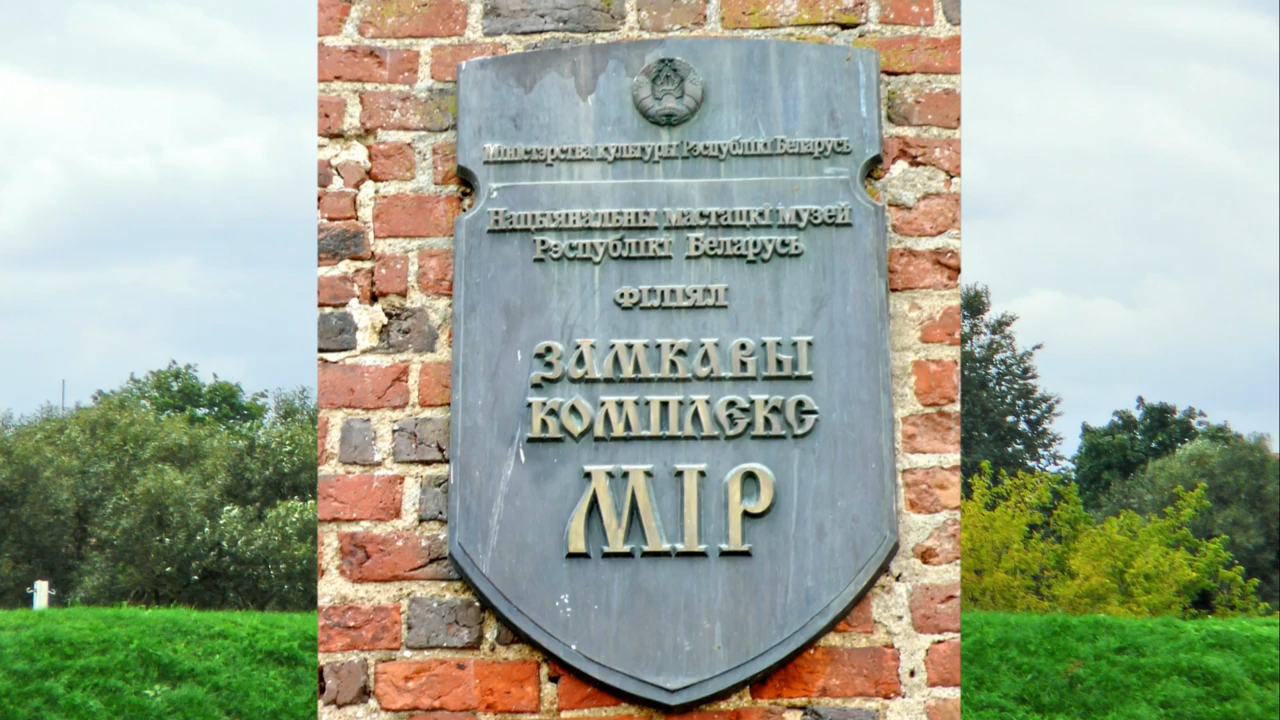 Міністэрства культуры Рэспублікі Беларусь
Нацыянальны мастацкі музей
Рэспублікі Беларусь
ФІЛІЯЛ
ЗАМКАВЫ
КОМПЛЕКС
МІР